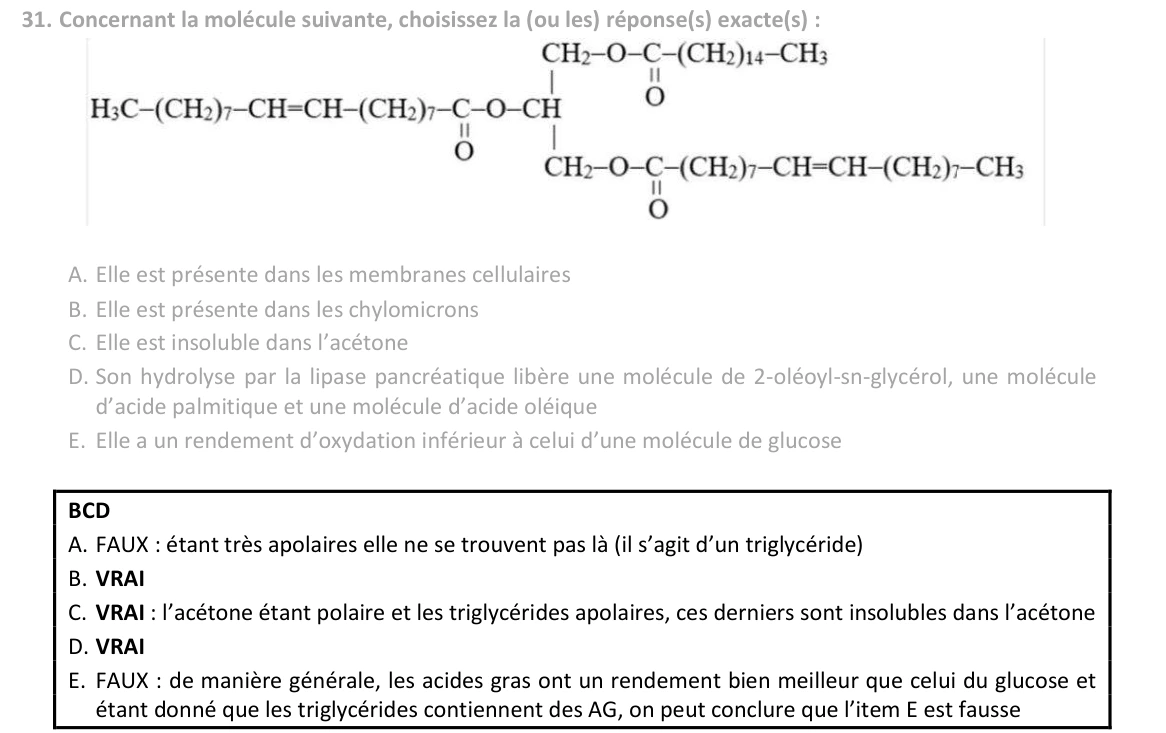 31. Concernant la molécule suivante, choisissez la (ou les) réponse(s) exacte(s) :
CH2–O–C–(CH2)14–CH3
| ||
O
H3C–(CH2)7–CH=CH–(CH2)7–C–O–CH
|| |
O
CH2–O–C–(CH2)7–CH=CH–(CH2)7–CH3
||
O
A. Elle est présente dans les membranes cellulaires
B. Elle est présente dans les chylomicrons
C. Elle est insoluble dans l’acétone
D. Son hydrolyse par la lipase pancréatique libère une molécule de 2-oléoyl-sn-glycérol, une molécule
d’acide palmitique et une molécule d’acide oléique
E. Elle a un rendement d’oxydation inférieur à celui d’une molécule de glucose
BCD
A. FAUX : étant très apolaires elle ne se trouvent pas là (il s’agit d’un triglycéride)
B. VRAI
C. VRAI : l’acétone étant polaire et les triglycérides apolaires, ces derniers sont insolubles dans l’acétone
D. VRAI
E. FAUX : de manière générale, les acides gras ont un rendement bien meilleur que celui du glucose et
étant donné que les triglycérides contiennent des AG, on peut conclure que l’item E est fausse